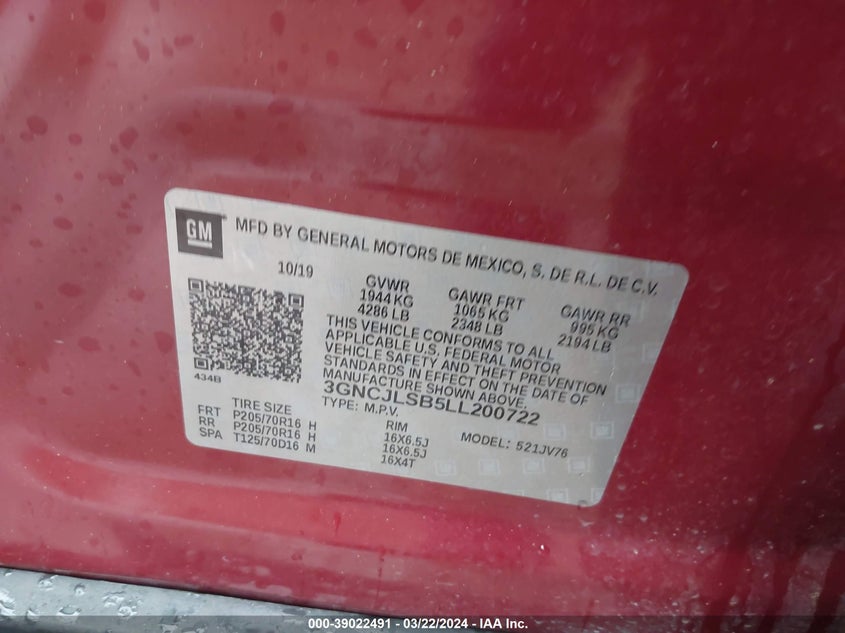 GM
MFD BY GENERAL MOTORS DE MEXICO, S. DE R.L. DE C.V.
10/19
GVWR GAWR FRT GAWR RR
1944 KG 1065 KG 995 KG
4286 LB 2348 LB 2194 LB
THIS VEHICLE CONFORMS TO ALL
APPLICABLE U.S. FEDERAL MOTOR
VEHICLE SAFETY AND THEFT PREVENTION
STANDARDS IN EFFECT ON THE DATE OF
MANUFACTURE SHOWN ABOVE.
434B
3GNCJLSB5LL200722
TYPE: M.P.V.
MODEL: 521JV76
TIRE SIZE RIM
FRT P205/70R16 H 16X6.5J
RR P205/70R16 H 16X6.5J
SPA T125/70D16 M 16X4T
000-39022491 - 03/22/2024 - IAA Inc.